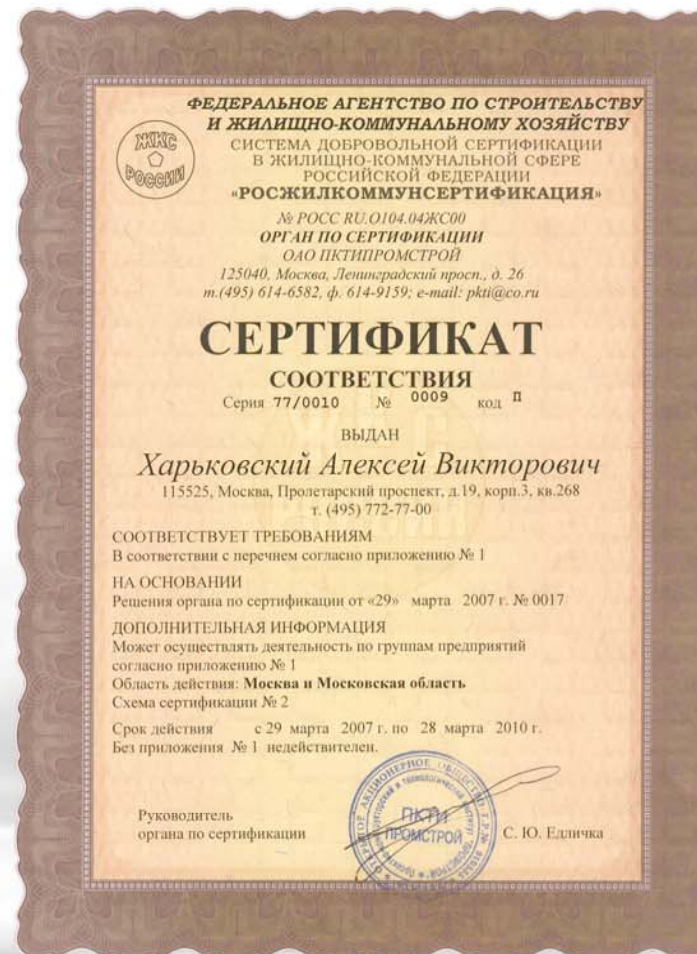 ФЕДЕРАЛЬНОЕ АГЕНТСТВО ПО СТРОИТЕЛЬСТВУ
И ЖИЛИЩНО-КОММУНАЛЬНОМУ ХОЗЯЙСТВУ
ЖКС
РОССИИ
СИСТЕМА ДОБРОВОЛЬНОЙ СЕРТИФИКАЦИИ
В ЖИЛИЩНО-КОММУНАЛЬНОЙ СФЕРЕ
РОССИЙСКОЙ ФЕДЕРАЦИИ
«РОСЖИЛКОММУНСЕРТИФИКАЦИЯ»
№ РОСС RU.О104.04ЖС00
ОРГАН ПО СЕРТИФИКАЦИИ
ОАО ПКТИПРОМСТРОЙ
125040, Москва, Ленинградский просп., д. 26
т.(495) 614-6582, ф. 614-9159; e-mail: pkti@co.ru
СЕРТИФИКАТ
СООТВЕТСТВИЯ
Серия 77/0010 № 0009 код П
ВЫДАН
Харьковский Алексей Викторович
115525, Москва, Пролетарский проспект, д.19, корп.3, кв.268
т. (495) 772-77-00
СООТВЕТСТВУЕТ ТРЕБОВАНИЯМ
В соответствии с перечнем согласно приложению № 1
НА ОСНОВАНИИ
Решения органа по сертификации от «29» марта 2007 г. № 0017
ДОПОЛНИТЕЛЬНАЯ ИНФОРМАЦИЯ
Может осуществлять деятельность по группам предприятий
согласно приложению № 1
Область действия: Москва и Московская область
Схема сертификации № 2
Срок действия с 29 марта 2007 г. по 28 марта 2010 г.
Без приложения № 1 недействителен.
Руководитель
органа по сертификации
С. Ю. Едличка
ОТКРЫТОЕ АКЦИОНЕРНОЕ ОБЩЕСТВО
ПКТИ
ПРОМСТРОЙ